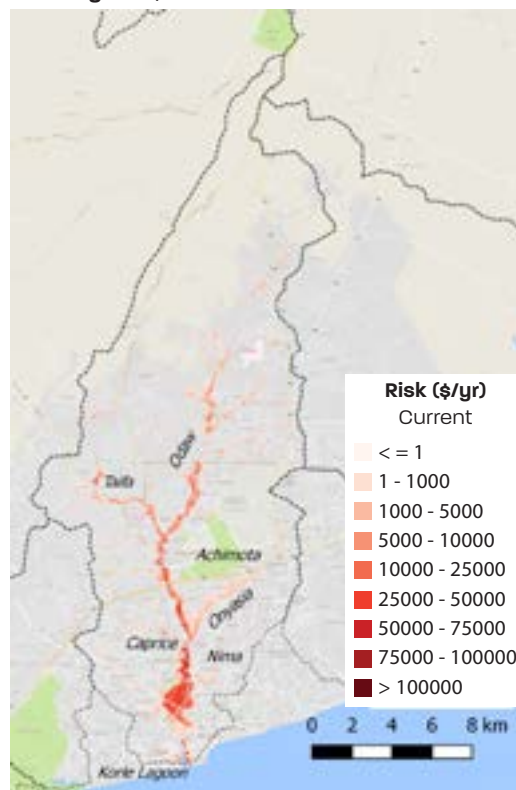 Risk ($/yr)
Current
< = 1
1 - 1000
1000 - 5000
5000 - 10000
10000 - 25000
25000 - 50000
50000 - 75000
75000 - 100000
> 100000
Odaw
Taifa
Achimota
Onyasia
Caprice
Nima
Korle Lagoon
0 2 4 6 8 km